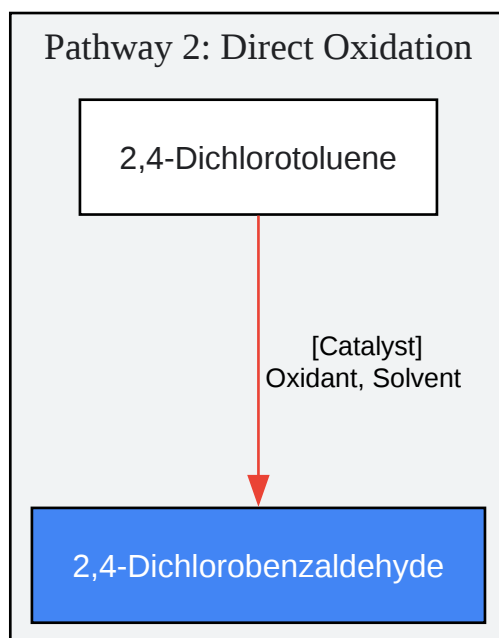 Pathway 2: Direct Oxidation
2,4-Dichlorotoluene
[Catalyst]
Oxidant, Solvent
2,4-Dichlorobenzaldehyde